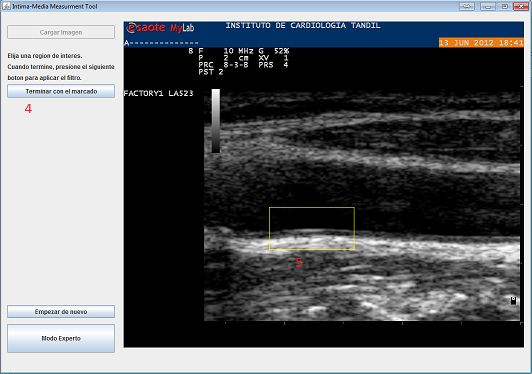 Intima-Media Measurment Tool
Cargar Imagen
Elija una region de interes.
Cuando termine, presione el siguiente
boton para aplicar el filtro.
Terminar con el marcado
4
Empezar de nuevo
Modo Experto
esaote MyLab
INSTITUTO DE CARDIOLOGIA TANDIL
A
13 JUN 2012 18:41
B F 10 MHz G 52%
P 2 cm XV 1
PRC 8-3-B PRS 4
PST 2
FACTORY1 LA523
5